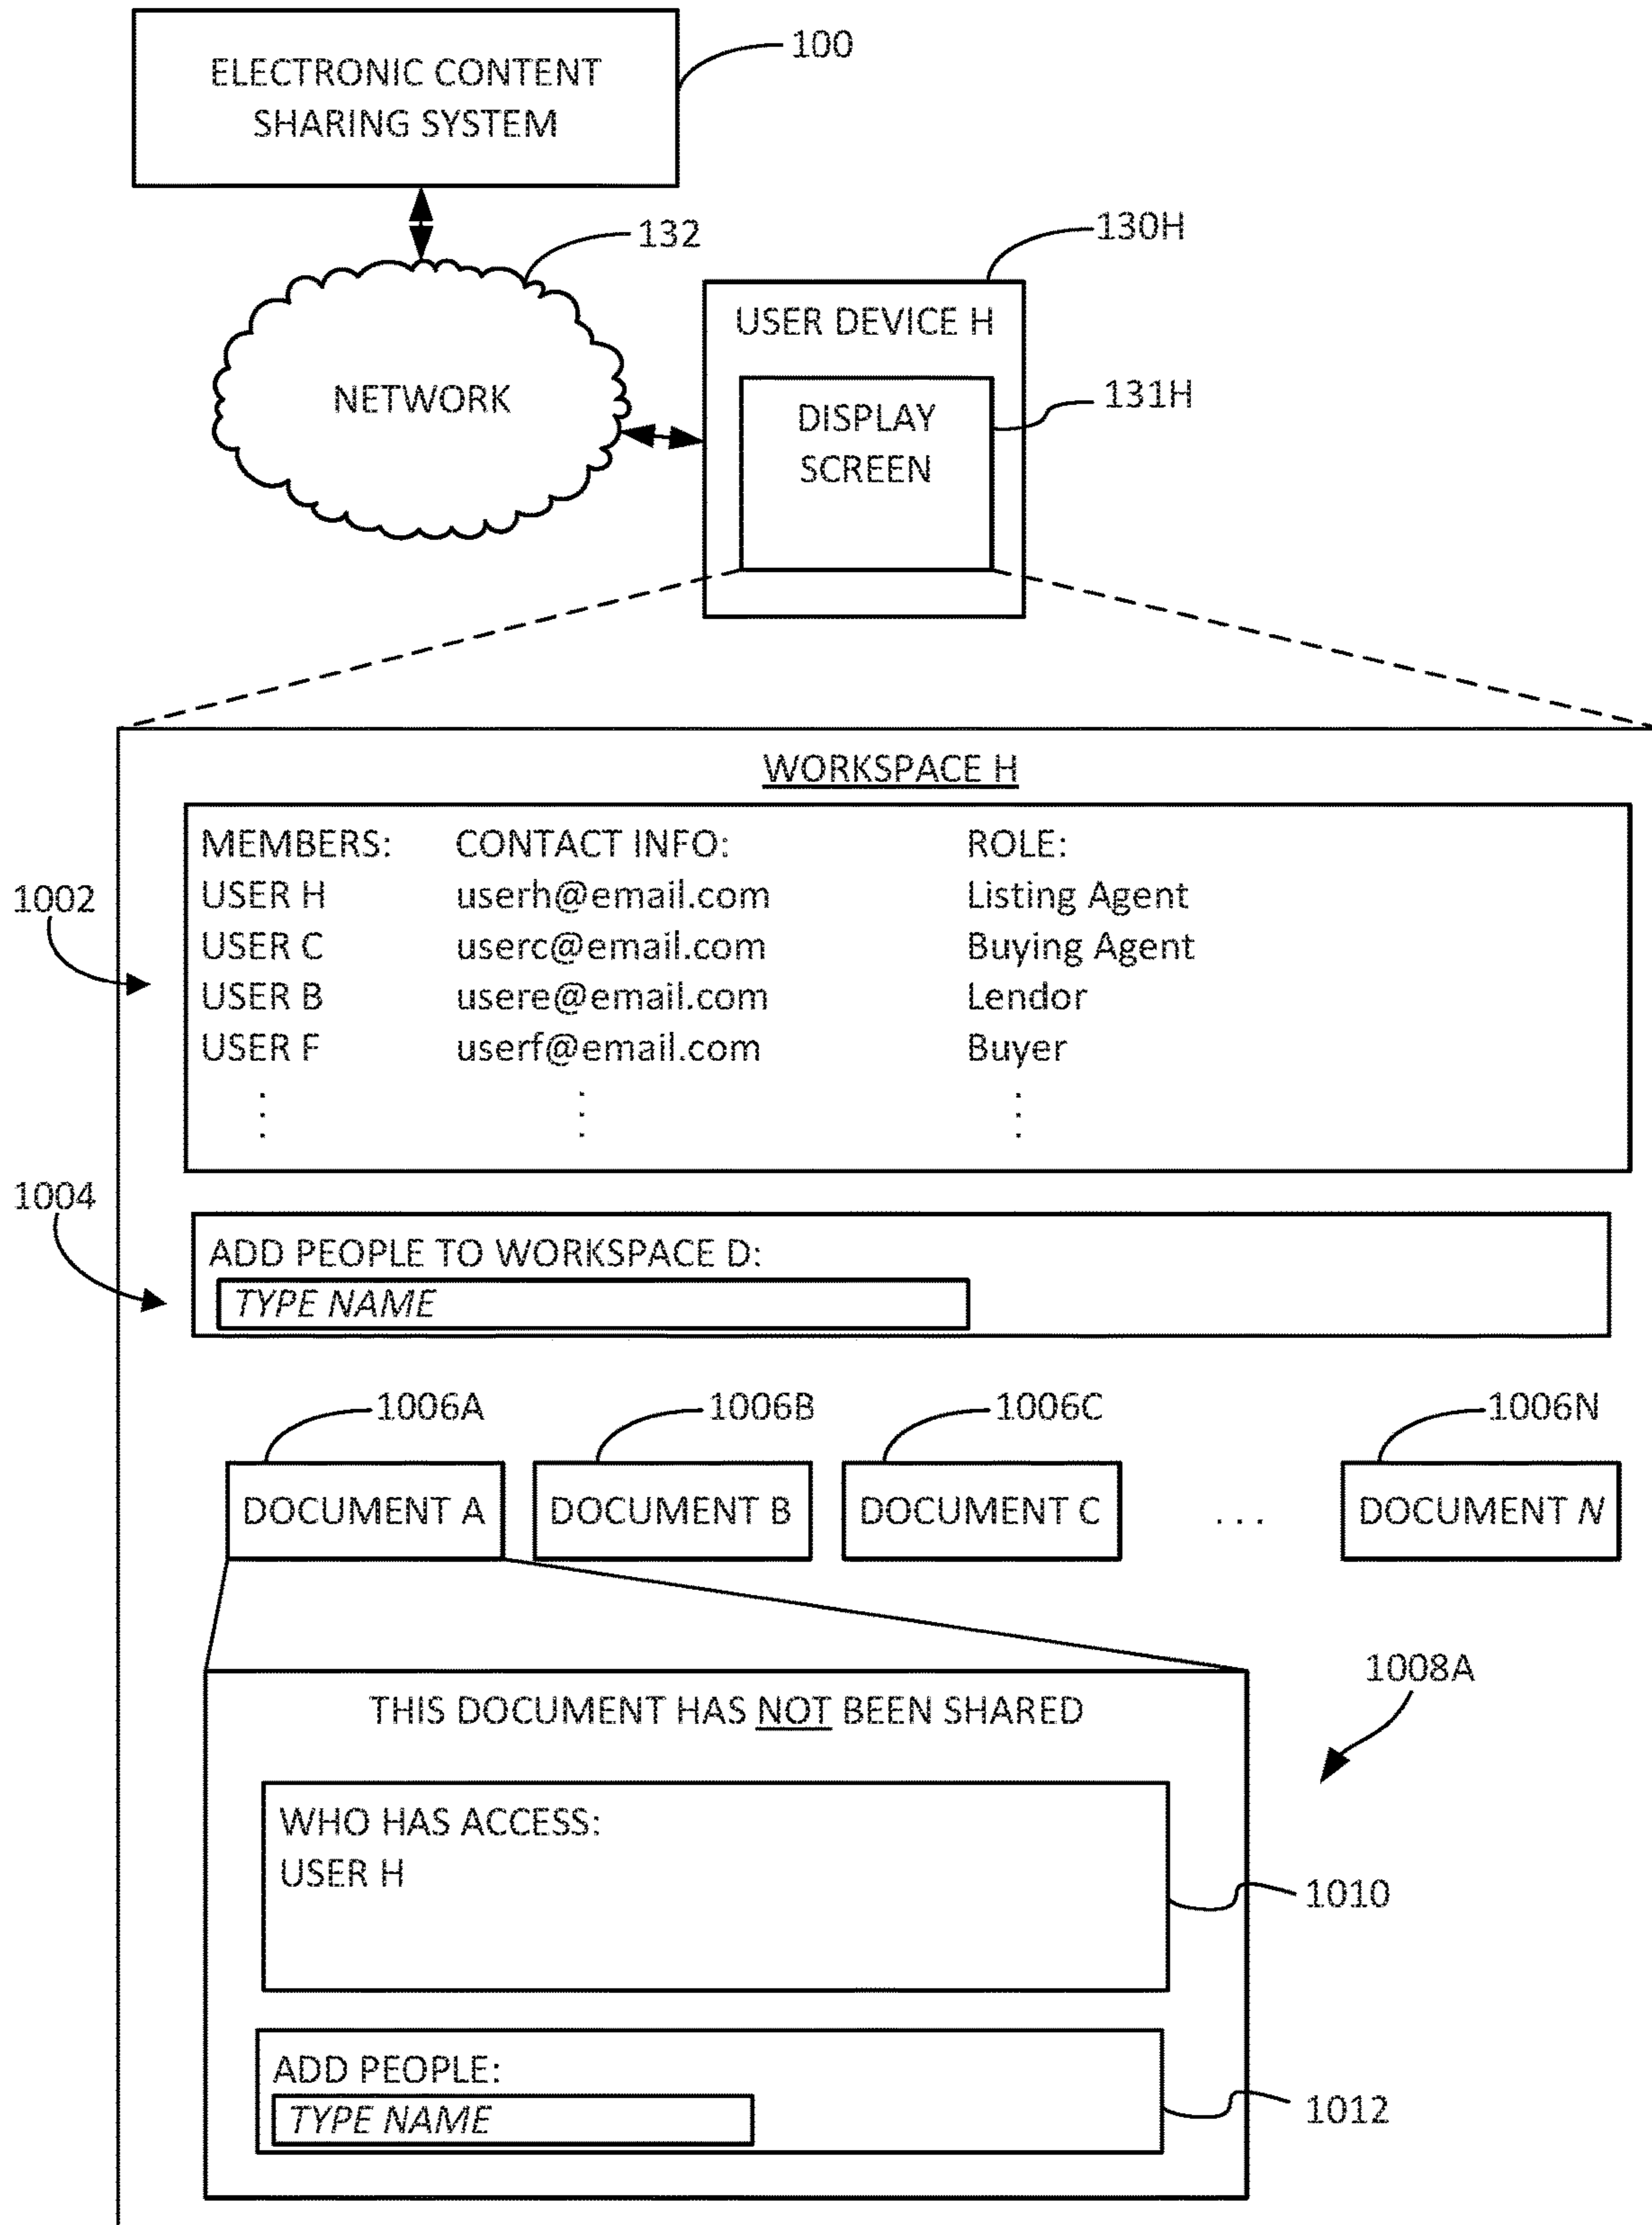 ELECTRONIC CONTENT
SHARING SYSTEM
100
132
NETWORK
130H
USER DEVICE H
131H
DISPLAY
SCREEN
WORKSPACE H
1002
MEMBERS: CONTACT INFO: ROLE:
USER H userh@email.com Listing Agent
USER C userc@email.com Buying Agent
USER B usere@email.com Lendor
USER F userf@email.com Buyer
1004
ADD PEOPLE TO WORKSPACE D:
TYPE NAME
1006A 1006B 1006C 1006N
DOCUMENT A DOCUMENT B DOCUMENT C . . . DOCUMENT N
1008A
THIS DOCUMENT HAS NOT BEEN SHARED
WHO HAS ACCESS:
USER H
1010
ADD PEOPLE:
TYPE NAME
1012